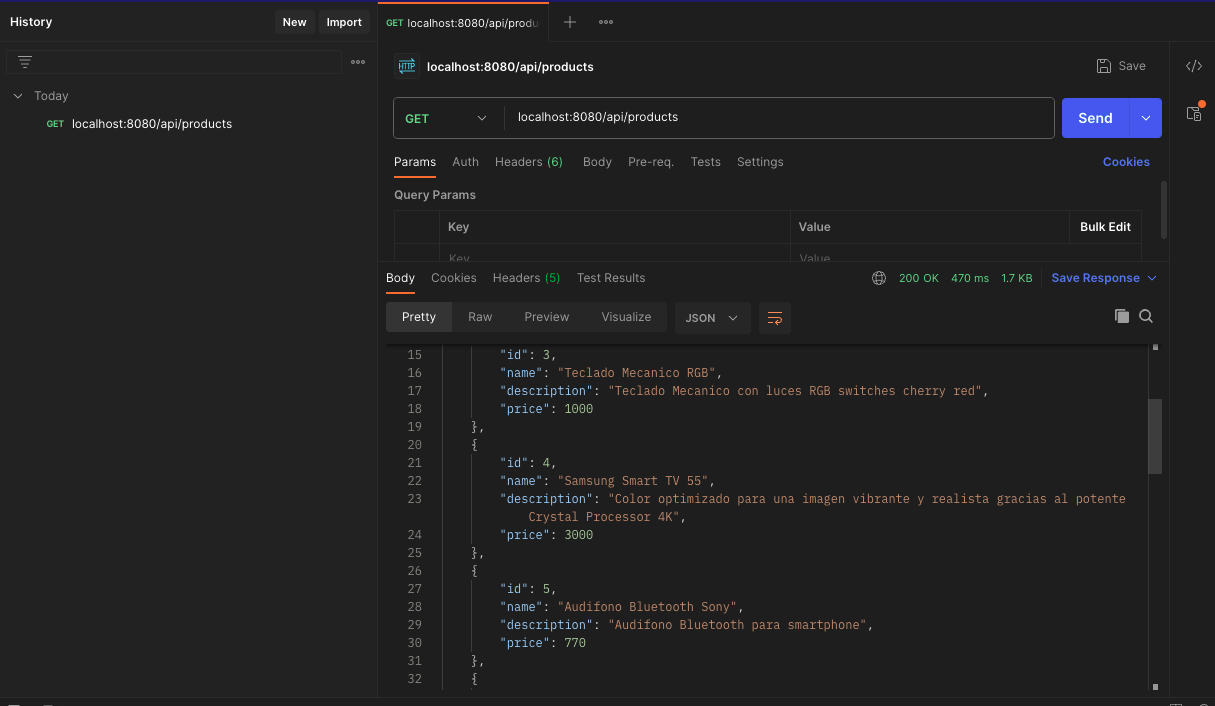 History
New
Import
GET localhost:8080/api/produ
Today
GET localhost:8080/api/products
HTTP localhost:8080/api/products
Save
GET
localhost:8080/api/products
Send
Params Auth Headers (6) Body Pre-req. Tests Settings
Cookies
Query Params
Key Value Bulk Edit
Key Value
Body Cookies Headers (5) Test Results
200 OK 470 ms 1.7 KB Save Response
Pretty Raw Preview Visualize JSON
15 "id": 3,
16 "name": "Teclado Mecanico RGB",
17 "description": "Teclado Mecanico con luces RGB switches cherry red",
18 "price": 1000
19 },
20 {
21 "id": 4,
22 "name": "Samsung Smart TV 55",
23 "description": "Color optimizado para una imagen vibrante y realista gracias al potente
Crystal Processor 4K",
24 "price": 3000
25 },
26 {
27 "id": 5,
28 "name": "Audifono Bluetooth Sony",
29 "description": "Audifono Bluetooth para smartphone",
30 "price": 770
31 },
32 {